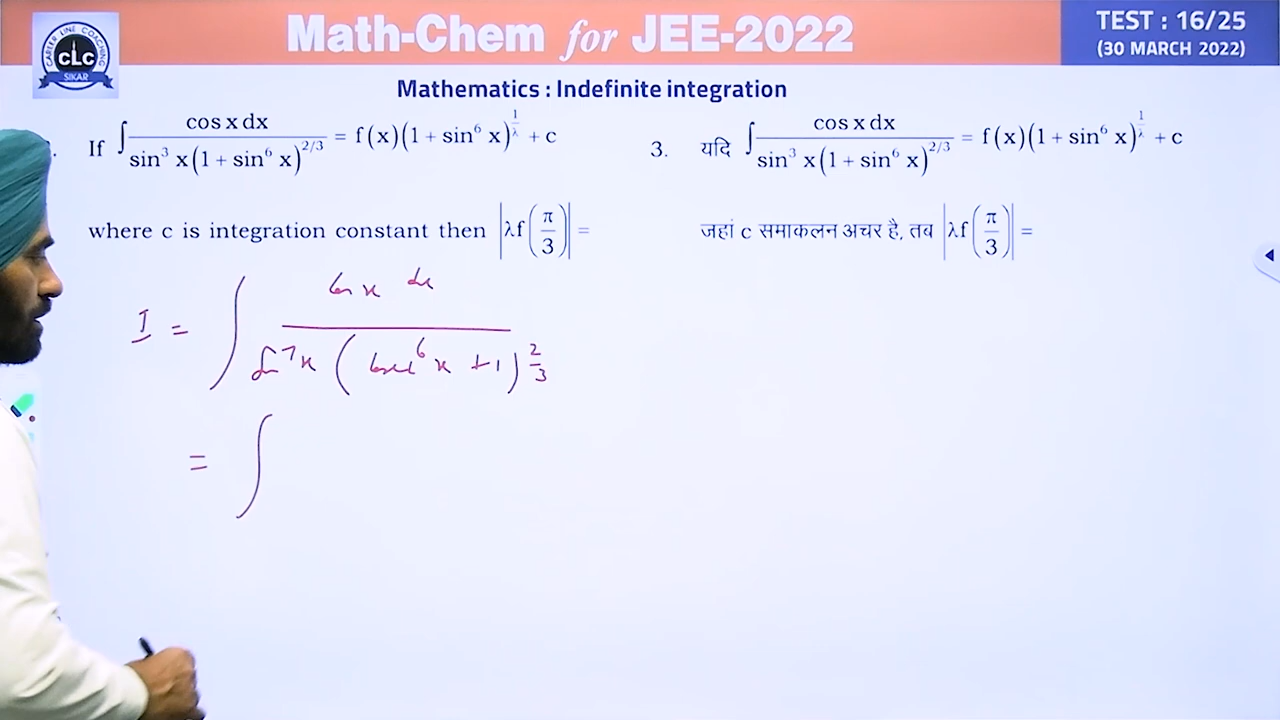 Math-Chem for JEE-2022
TEST : 16/25
(30 MARCH 2022)
CAREER LINE COACHING
CLC
SIKAR
Mathematics : Indefinite integration
If ∫ cos x dx / sin³ x(1 + sin⁶ x)^{2/3} = f(x)(1 + sin⁶ x)^{1/λ} + c
where c is integration constant then |λf(π/3)| =
3. यदि ∫ cos x dx / sin³ x(1 + sin⁶ x)^{2/3} = f(x)(1 + sin⁶ x)^{1/λ} + c
जहां c समाकलन अचर है, तब |λf(π/3)| =
I = ∫ cos x dx / sin⁷ x (cosec⁶ x + 1)^{2/3}
= ∫